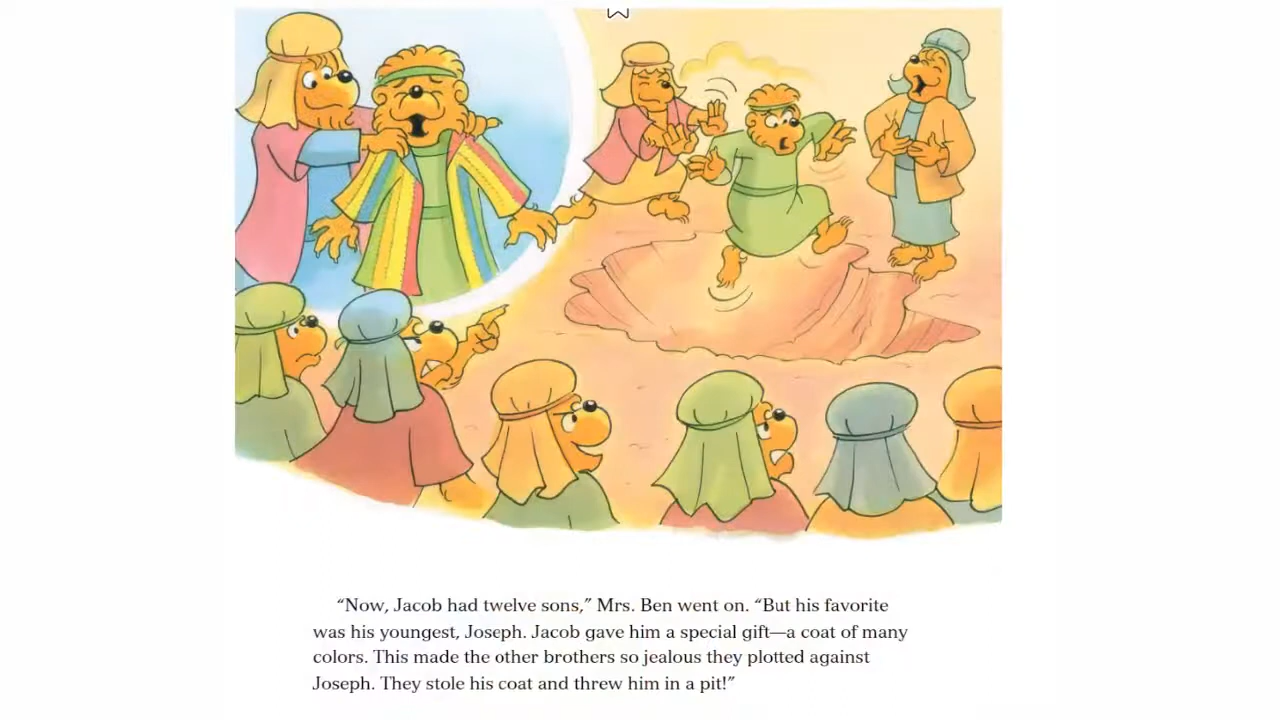 “Now, Jacob had twelve sons,” Mrs. Ben went on. “But his favorite
was his youngest, Joseph. Jacob gave him a special gift—a coat of many
colors. This made the other brothers so jealous they plotted against
Joseph. They stole his coat and threw him in a pit!”